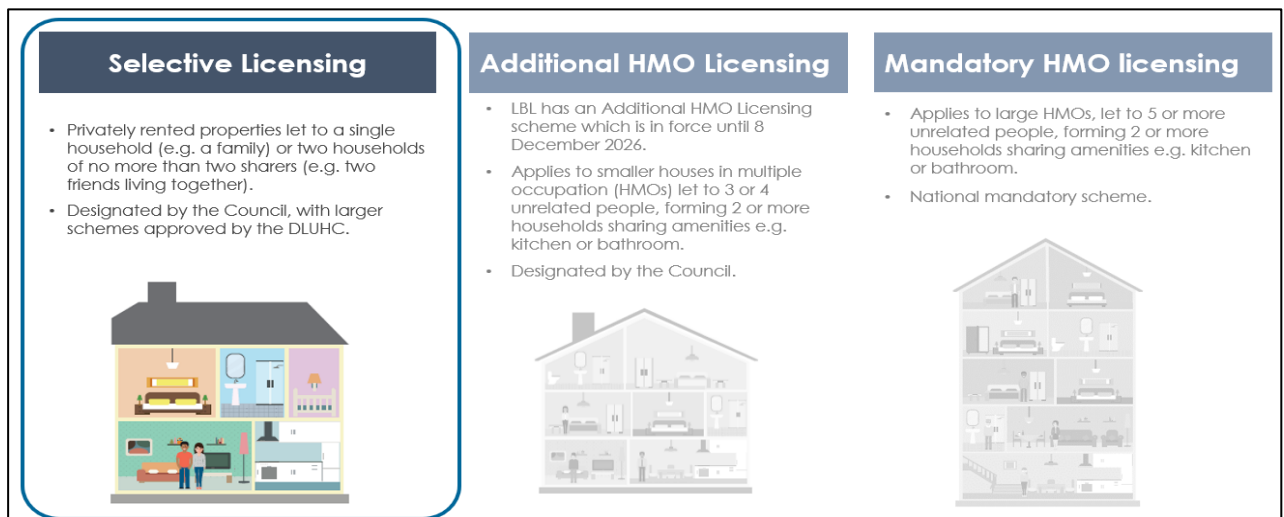 Selective Licensing
• Privately rented properties let to a single
household (e.g. a family) or two households
of no more than two sharers (e.g. two
friends living together).
• Designated by the Council, with larger
schemes approved by the DLUHC.
Additional HMO Licensing
• LBL has an Additional HMO Licensing
scheme which is in force until 8
December 2026.
• Applies to smaller houses in multiple
occupation (HMOs) let to 3 or 4
unrelated people, forming 2 or more
households sharing amenities e.g.
kitchen or bathroom.
• Designated by the Council.
Mandatory HMO licensing
• Applies to large HMOs, let to 5 or more
unrelated people, forming 2 or more
households sharing amenities e.g. kitchen
or bathroom.
• National mandatory scheme.